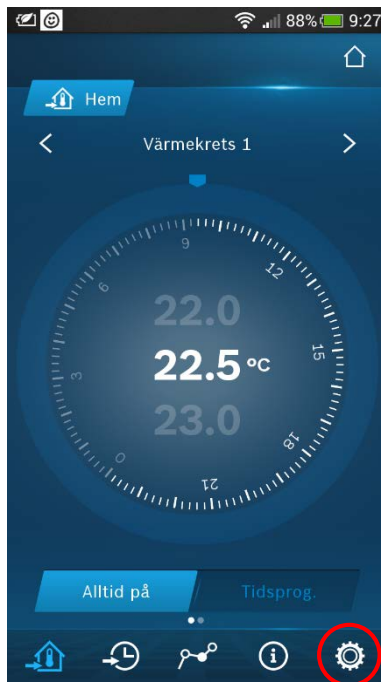 88% 9:27
Hem
Värmekrets 1
9
12
6
22.0
22.5 °C
15
3
23.0
0
18
21
Alltid på
Tidsprog.